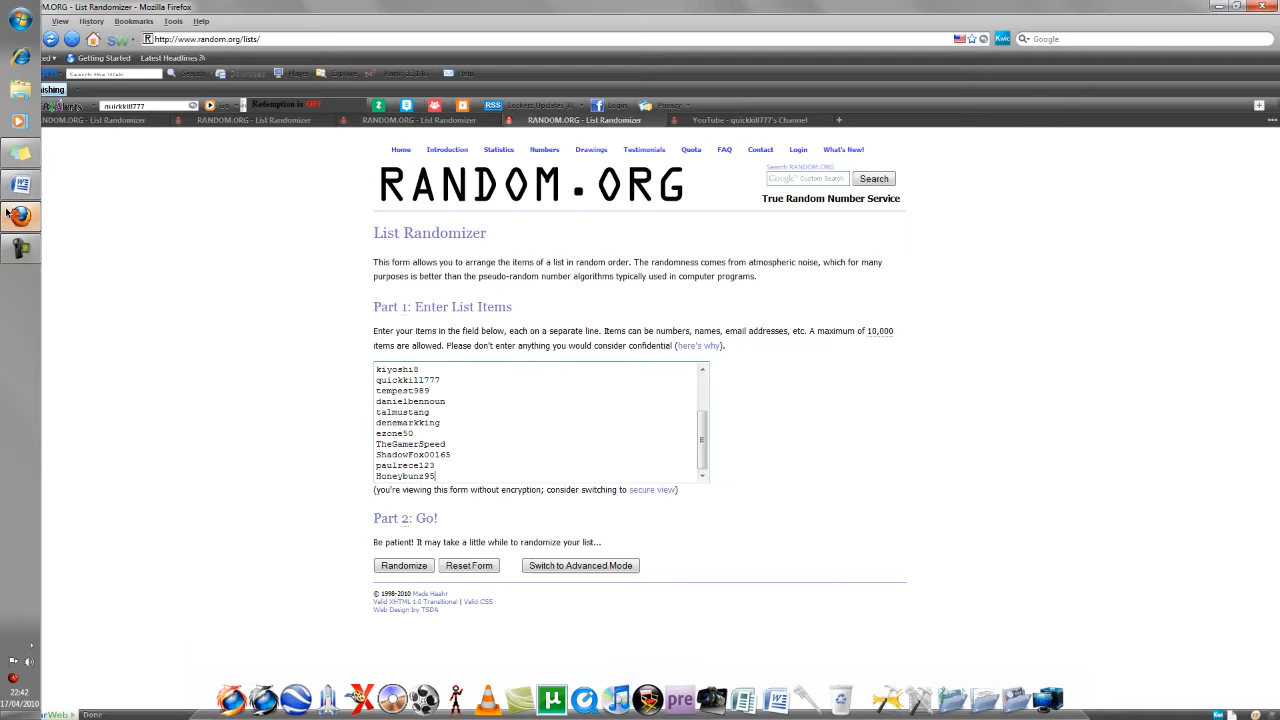 M.ORG - List Randomizer - Mozilla Firefox
View History Bookmarks Tools Help
http://www.random.org/lists/
Kwic
Google
Getting Started Latest Headlines
Search the Web Search Download Player Explore Help
quickkill777 Go Redemption is OFF RSS Lockerz Updates Login Privacy
RANDOM.ORG - List Randomizer RANDOM.ORG - List Randomizer RANDOM.ORG - List Randomizer RANDOM.ORG - List Randomizer YouTube - quickkill777's Channel
Home Introduction Statistics Numbers Drawings Testimonials Quota FAQ Contact Login What's New!
Search RANDOM.ORG
RANDOM.ORG
Google™ Custom Search Search
True Random Number Service
List Randomizer
This form allows you to arrange the items of a list in random order. The randomness comes from atmospheric noise, which for many
purposes is better than the pseudo-random number algorithms typically used in computer programs.
Part 1: Enter List Items
Enter your items in the field below, each on a separate line. Items can be numbers, names, email addresses, etc. A maximum of 10,000
items are allowed. Please don't enter anything you would consider confidential (here's why).
kiyoshi8
quickkill777
tempest989
danielbennoun
talmustang
denemarkking
ezone50
TheGamerSpeed
ShadowFox00165
paulrece123
Honeybunz95
(you're viewing this form without encryption; consider switching to secure view)
Part 2: Go!
Be patient! It may take a little while to randomize your list...
Randomize Reset Form Switch to Advanced Mode
© 1998-2010 Mads Haahr
Valid XHTML 1.0 Transitional | Valid CSS
Web Design by TSDA
22:42
17/04/2010
pre
arWeb Done